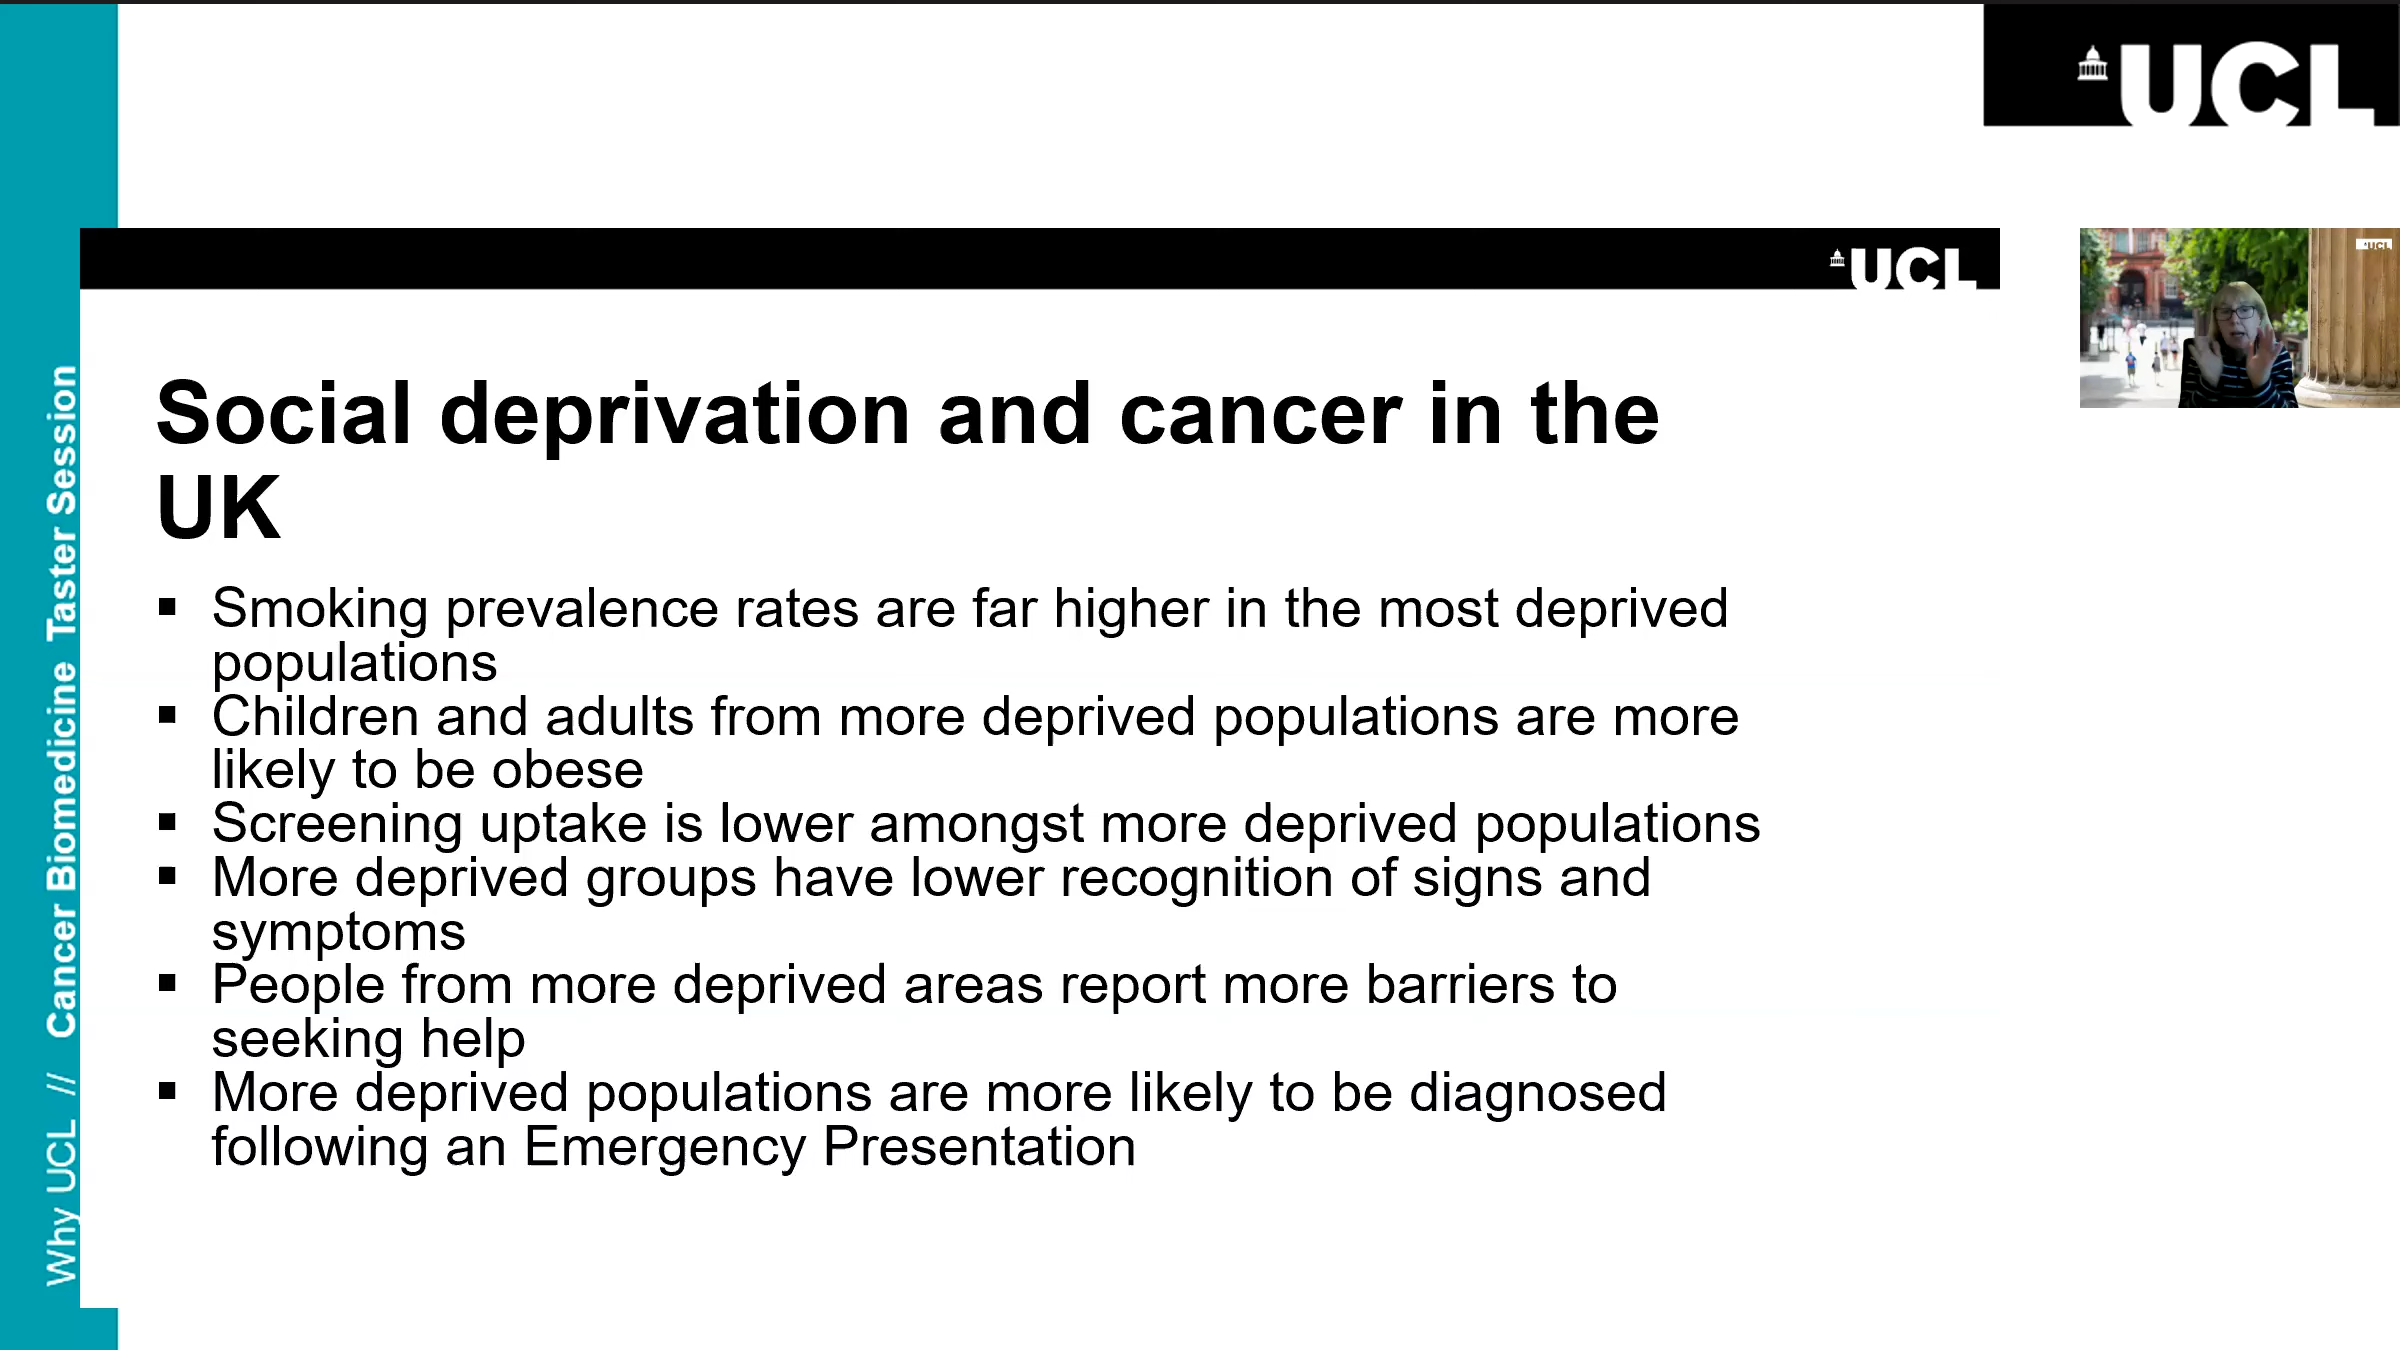 UCL
UCL
UCL
Social deprivation and cancer in the
UK
▪ Smoking prevalence rates are far higher in the most deprived
populations
▪ Children and adults from more deprived populations are more
likely to be obese
▪ Screening uptake is lower amongst more deprived populations
▪ More deprived groups have lower recognition of signs and
symptoms
▪ People from more deprived areas report more barriers to
seeking help
▪ More deprived populations are more likely to be diagnosed
following an Emergency Presentation
Why UCL // Cancer Biomedicine Taster Session